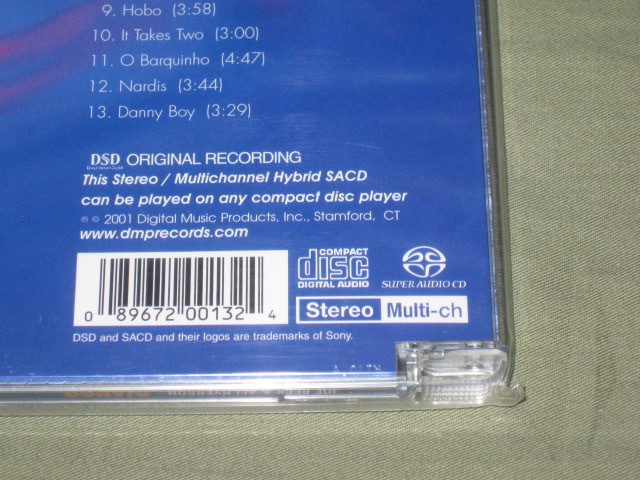 9. Hobo (3:58)
10. It Takes Two (3:00)
11. O Barquinho (4:47)
12. Nardis (3:44)
13. Danny Boy (3:29)
DSD ORIGINAL RECORDING
This Stereo / Multichannel Hybrid SACD
can be played on any compact disc player
℗ © 2001 Digital Music Products, Inc., Stamford, CT
www.dmprecords.com
0 89672 00132 4
COMPACT
disc
DIGITAL AUDIO
SUPER AUDIO CD
Stereo Multi-ch
DSD and SACD and their logos are trademarks of Sony.